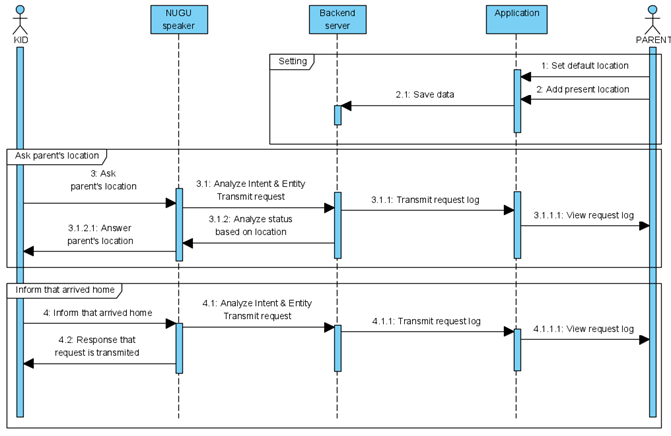 NUGU
speaker
Backend
server
Application
KID
PARENT
Setting
1: Set default location
2: Add present location
2.1: Save data
Ask parent's location
3: Ask
parent's location
3.1: Analyze Intent & Entity
Transmit request
3.1.1: Transmit request log
3.1.1.1: View request log
3.1.2: Analyze status
based on location
3.1.2.1: Answer
parent's location
Inform that arrived home
4: Inform that arrived home
4.1: Analyze Intent & Entity
Transmit request
4.1.1: Transmit request log
4.1.1.1: View request log
4.2: Response that
request is transmited